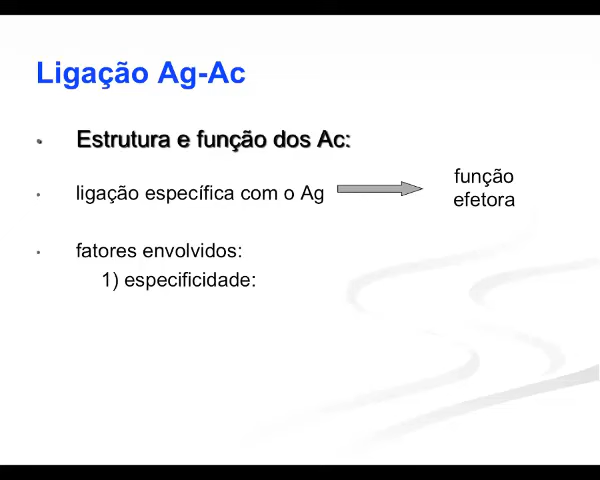 Ligação Ag-Ac
• Estrutura e função dos Ac:
• ligação específica com o Ag
função
efetora
• fatores envolvidos:
1) especificidade: